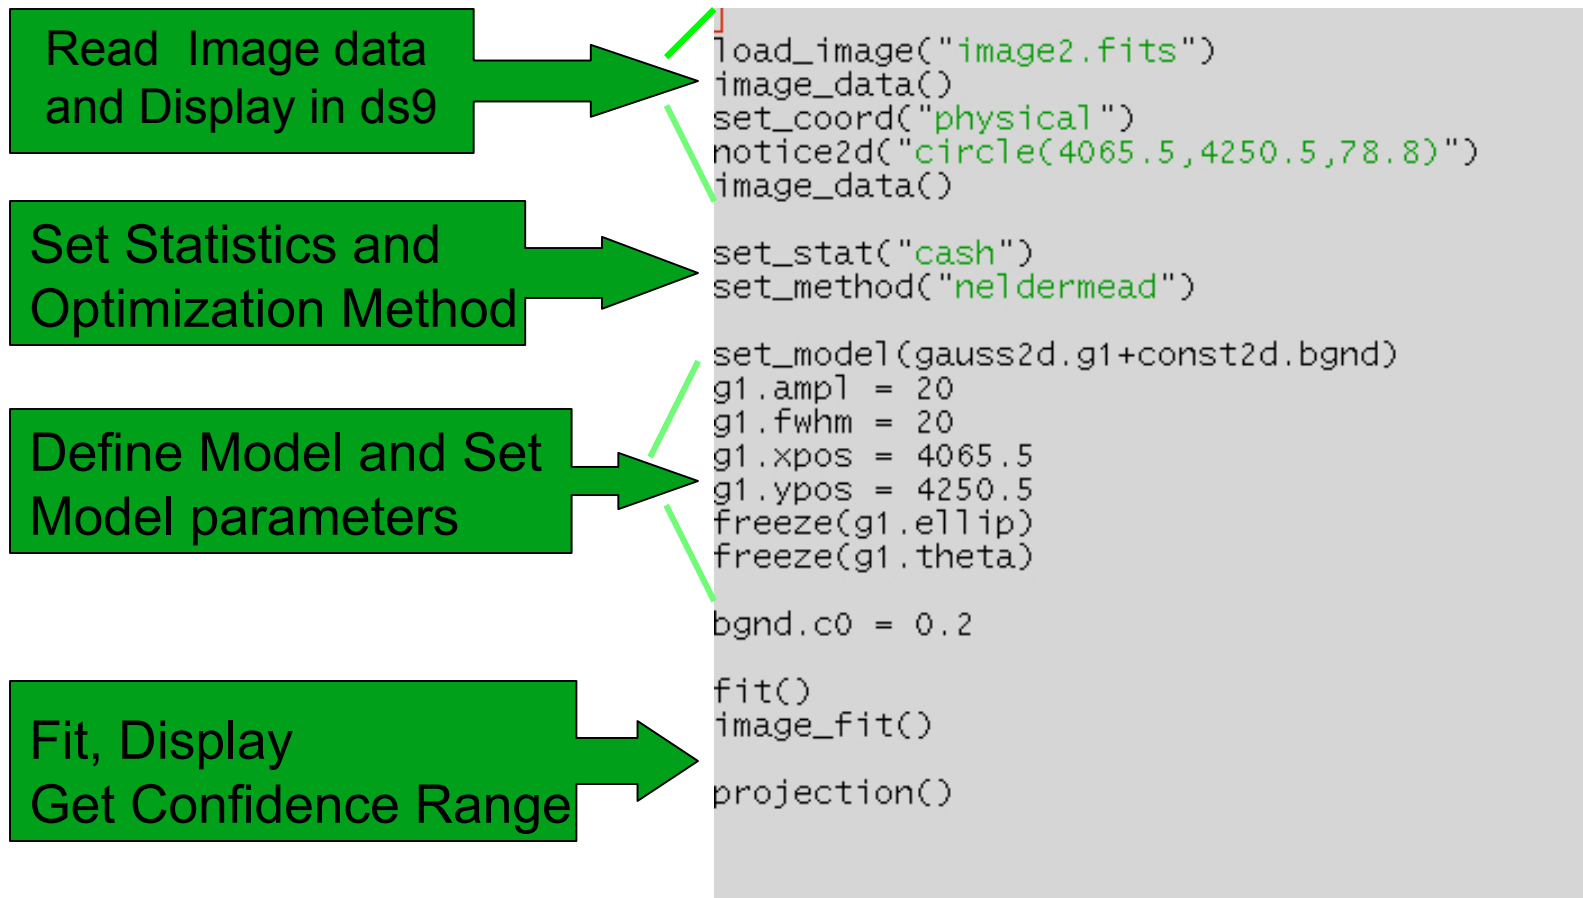 Read Image data
and Display in ds9
Set Statistics and
Optimization Method
Define Model and Set
Model parameters
Fit, Display
Get Confidence Range
load_image("image2.fits")
image_data()
set_coord("physical")
notice2d("circle(4065.5,4250.5,78.8)")
image_data()
set_stat("cash")
set_method("neldermead")
set_model(gauss2d.g1+const2d.bgnd)
g1.ampl = 20
g1.fwhm = 20
g1.xpos = 4065.5
g1.ypos = 4250.5
freeze(g1.ellip)
freeze(g1.theta)
bgnd.c0 = 0.2
fit()
image_fit()
projection()